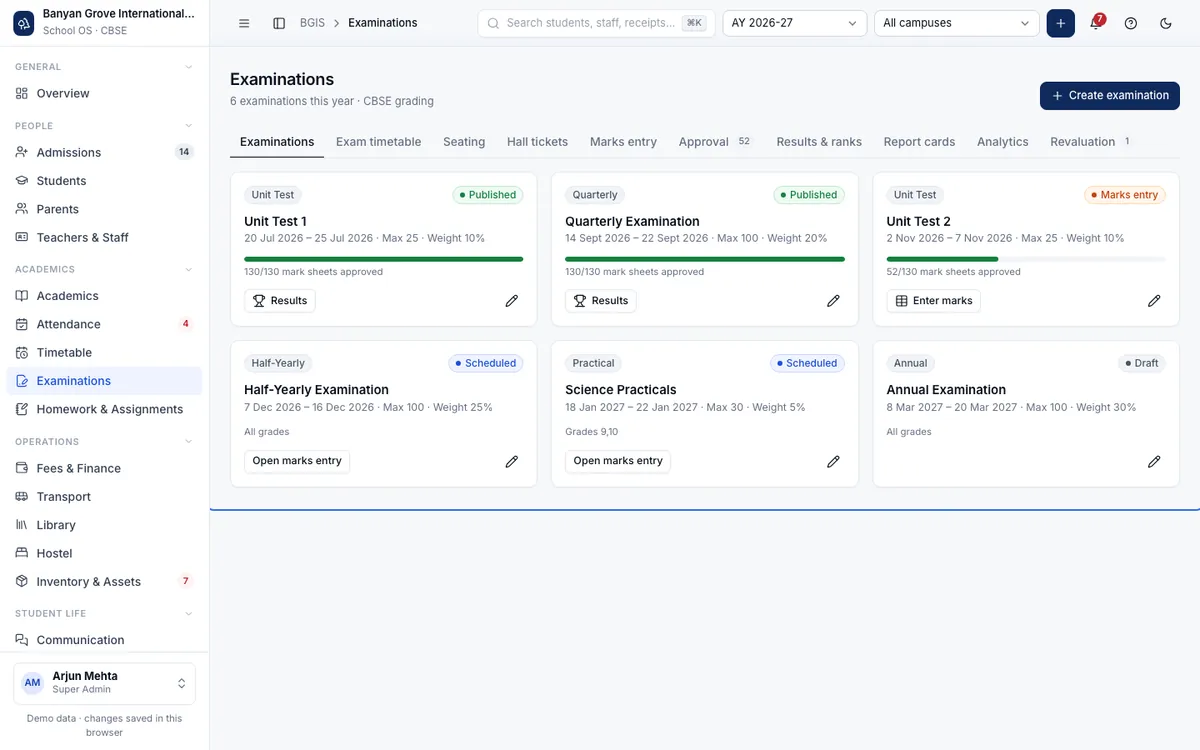 Banyan Grove International...
School OS · CBSE
GENERAL
Overview
PEOPLE
Admissions 14
Students
Parents
Teachers & Staff
ACADEMICS
Academics
Attendance 4
Timetable
Examinations
Homework & Assignments
OPERATIONS
Fees & Finance
Transport
Library
Hostel
Inventory & Assets 7
STUDENT LIFE
Communication
AM
Arjun Mehta
Super Admin
Demo data · changes saved in this
browser
BGIS > Examinations
Search students, staff, receipts... ⌘K
AY 2026-27
All campuses
7
Examinations
6 examinations this year · CBSE grading
+ Create examination
Examinations Exam timetable Seating Hall tickets Marks entry Approval 52 Results & ranks Report cards Analytics Revaluation 1
Unit Test Published
Unit Test 1
20 Jul 2026 – 25 Jul 2026 · Max 25 · Weight 10%
130/130 mark sheets approved
Results
Quarterly Published
Quarterly Examination
14 Sept 2026 – 22 Sept 2026 · Max 100 · Weight 20%
130/130 mark sheets approved
Results
Unit Test Marks entry
Unit Test 2
2 Nov 2026 – 7 Nov 2026 · Max 25 · Weight 10%
52/130 mark sheets approved
Enter marks
Half-Yearly Scheduled
Half-Yearly Examination
7 Dec 2026 – 16 Dec 2026 · Max 100 · Weight 25%
All grades
Open marks entry
Practical Scheduled
Science Practicals
18 Jan 2027 – 22 Jan 2027 · Max 30 · Weight 5%
Grades 9,10
Open marks entry
Annual Draft
Annual Examination
8 Mar 2027 – 20 Mar 2027 · Max 100 · Weight 30%
All grades